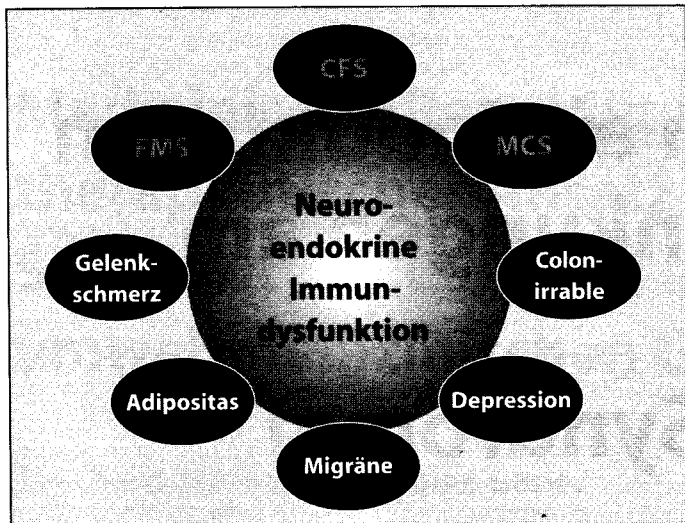 CFS
FMS
MCS
Neuro-
endokrine
Immun-
dysfunktion
Gelenk-
schmerz
Colon-
irrable
Adipositas
Depression
Migräne